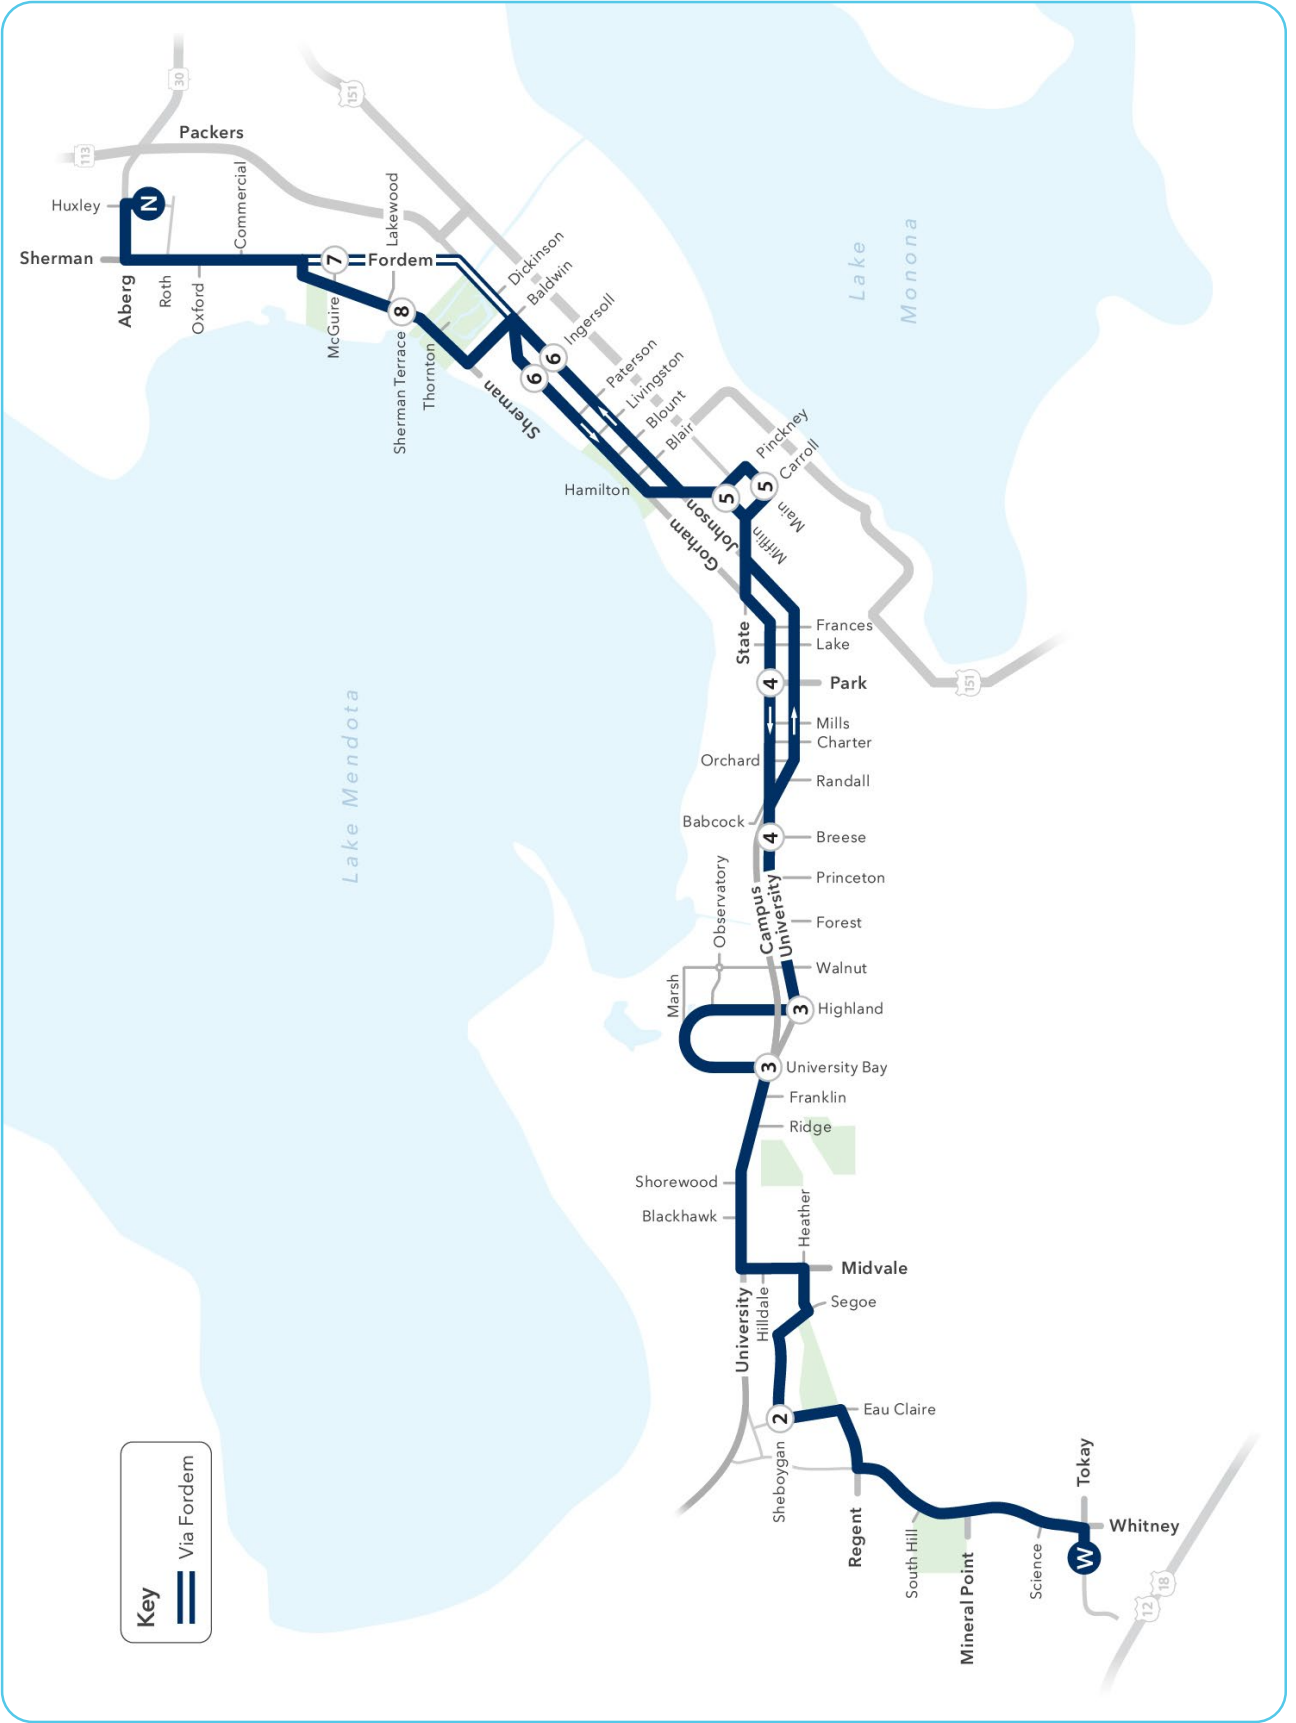 30
151
113
Packers
Huxley
N
Commercial
Lakewood
Sherman
7
Fordem
Dickinson
Baldwin
Aberg
Roth
Oxford
McGuire
8
Sherman Terrace
Thornton
Ingersoll
6
6
Sherman
Paterson
Livingston
Blount
Blair
Lake
Monona
Hamilton
Pinckney
Carroll
5
5
Main
Mifflin
Johnson
Gorham
State
Frances
Lake
4
Park
151
Mills
Charter
Orchard
Randall
Lake Mendota
Babcock
4
Breese
Observatory
Princeton
Campus
University
Forest
Walnut
Marsh
3
Highland
3
University Bay
Franklin
Ridge
Shorewood
Blackhawk
Heather
Midvale
University
Hilldale
Segoe
2
Eau Claire
Sheboygan
Regent
South Hill
Mineral Point
Science
Tokay
Whitney
W
12
18
Key
Via Fordem